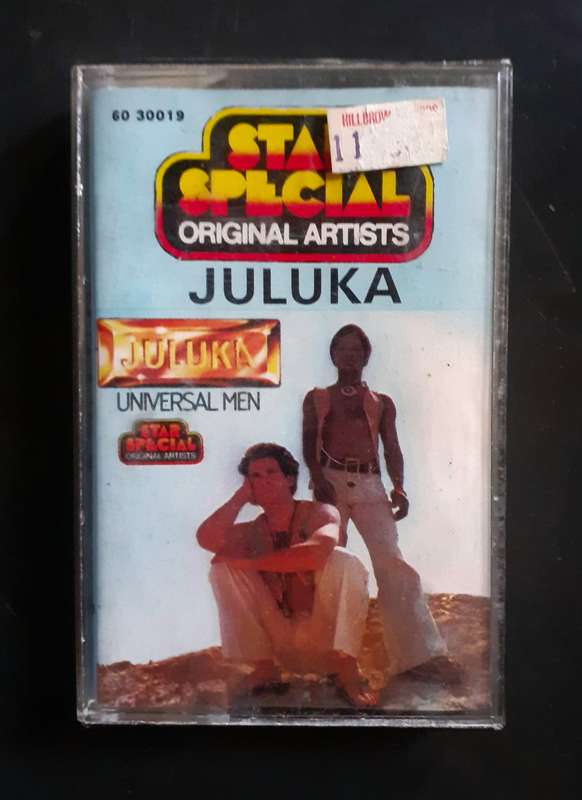 60 30019
HILLBROW
11
STAR
SPECIAL
ORIGINAL ARTISTS
JULUKA
JULUKA
UNIVERSAL MEN
STAR
SPECIAL
ORIGINAL ARTISTS